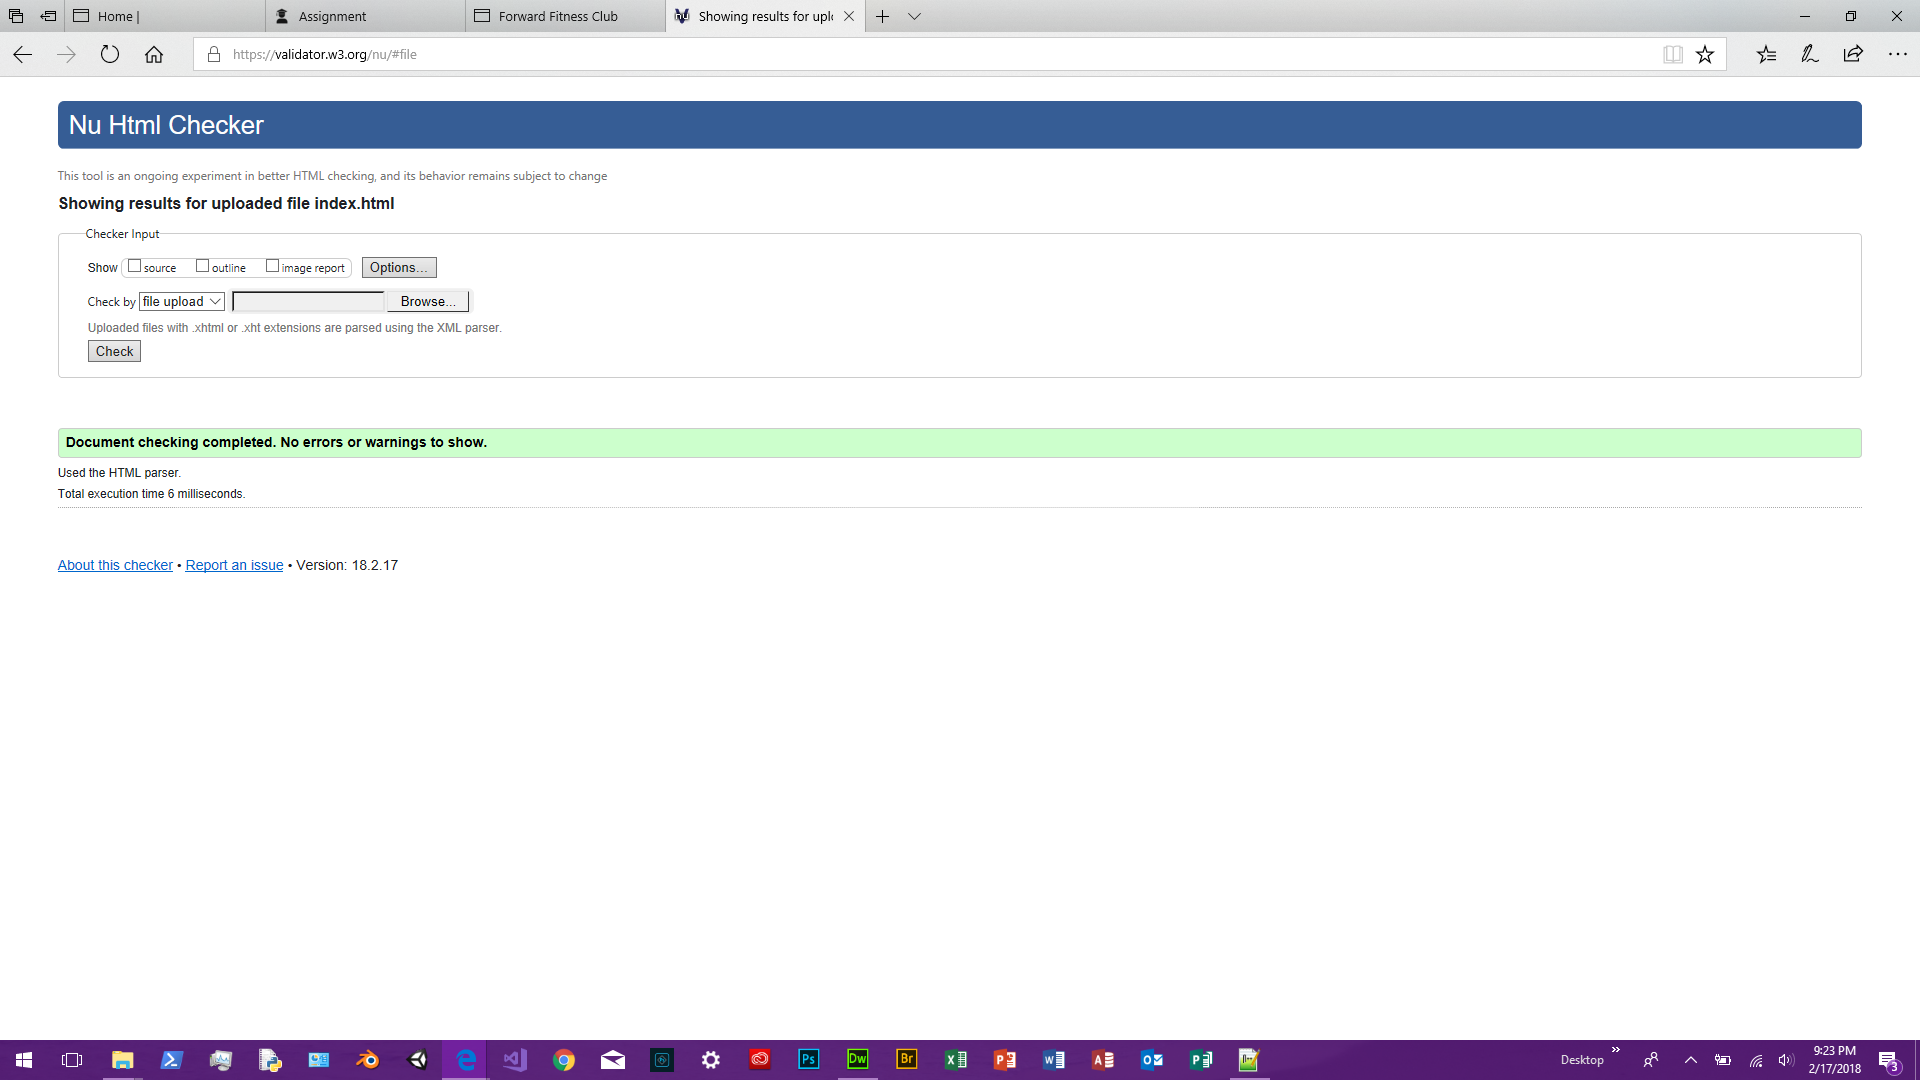 Home |
Assignment
Forward Fitness Club
Showing results for uplo
https://validator.w3.org/nu/#file
Nu Html Checker
This tool is an ongoing experiment in better HTML checking, and its behavior remains subject to change
Showing results for uploaded file index.html
Checker Input
Show source outline image report Options...
Check by file upload Browse...
Uploaded files with .xhtml or .xht extensions are parsed using the XML parser.
Check
Document checking completed. No errors or warnings to show.
Used the HTML parser.
Total execution time 6 milliseconds.
About this checker • Report an issue • Version: 18.2.17
Ps Dw Br
Desktop
9:23 PM
2/17/2018
3